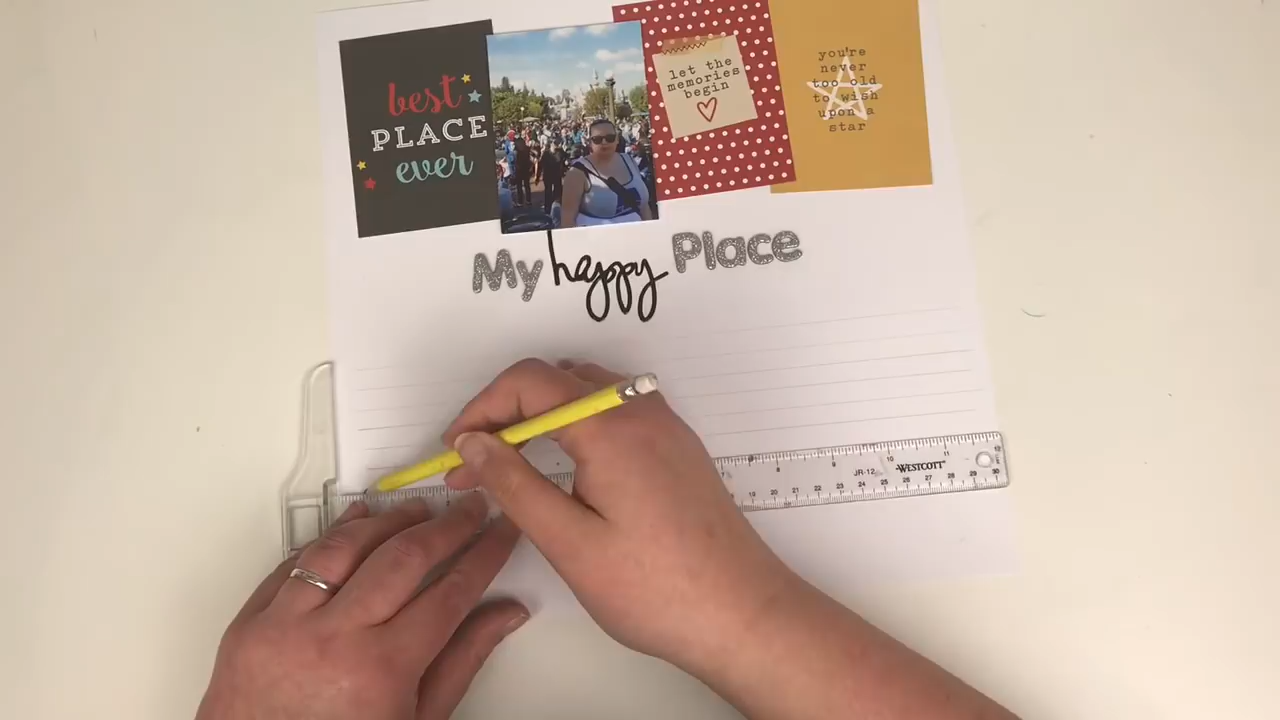 best
PLACE
ever
let the
memories
begin
you're
never
too old
to wish
upon a
star
My happy Place
JR-12
WESTCOTT